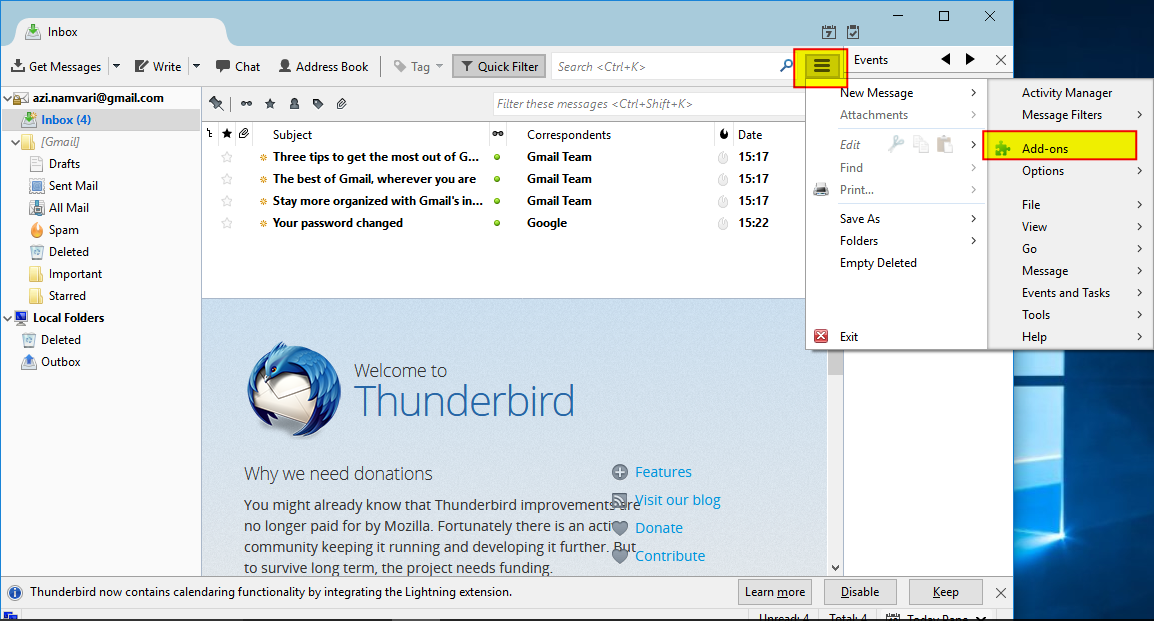 Inbox
7
Get Messages
Write
Chat
Address Book
Tag
Quick Filter
Search <Ctrl+K>
Events
azi.namvari@gmail.com
Inbox (4)
[Gmail]
Drafts
Sent Mail
All Mail
Spam
Deleted
Important
Starred
Local Folders
Deleted
Outbox
Filter these messages <Ctrl+Shift+K>
Subject Correspondents Date
Three tips to get the most out of G... Gmail Team 15:17
The best of Gmail, wherever you are Gmail Team 15:17
Stay more organized with Gmail's in... Gmail Team 15:17
Your password changed Google 15:22
New Message
Attachments
Edit
Find
Print...
Save As
Folders
Empty Deleted
Exit
Activity Manager
Message Filters
Add-ons
Options
File
View
Go
Message
Events and Tasks
Tools
Help
Welcome to
Thunderbird
Why we need donations
You might already know that Thunderbird improvements are
no longer paid for by Mozilla. Fortunately there is an active
community keeping it running and developing it further. But
to survive long term, the project needs funding.
Features
Visit our blog
Donate
Contribute
Thunderbird now contains calendaring functionality by integrating the Lightning extension.
Learn more
Disable
Keep
Unread: 4
Total: 4
Today Pane